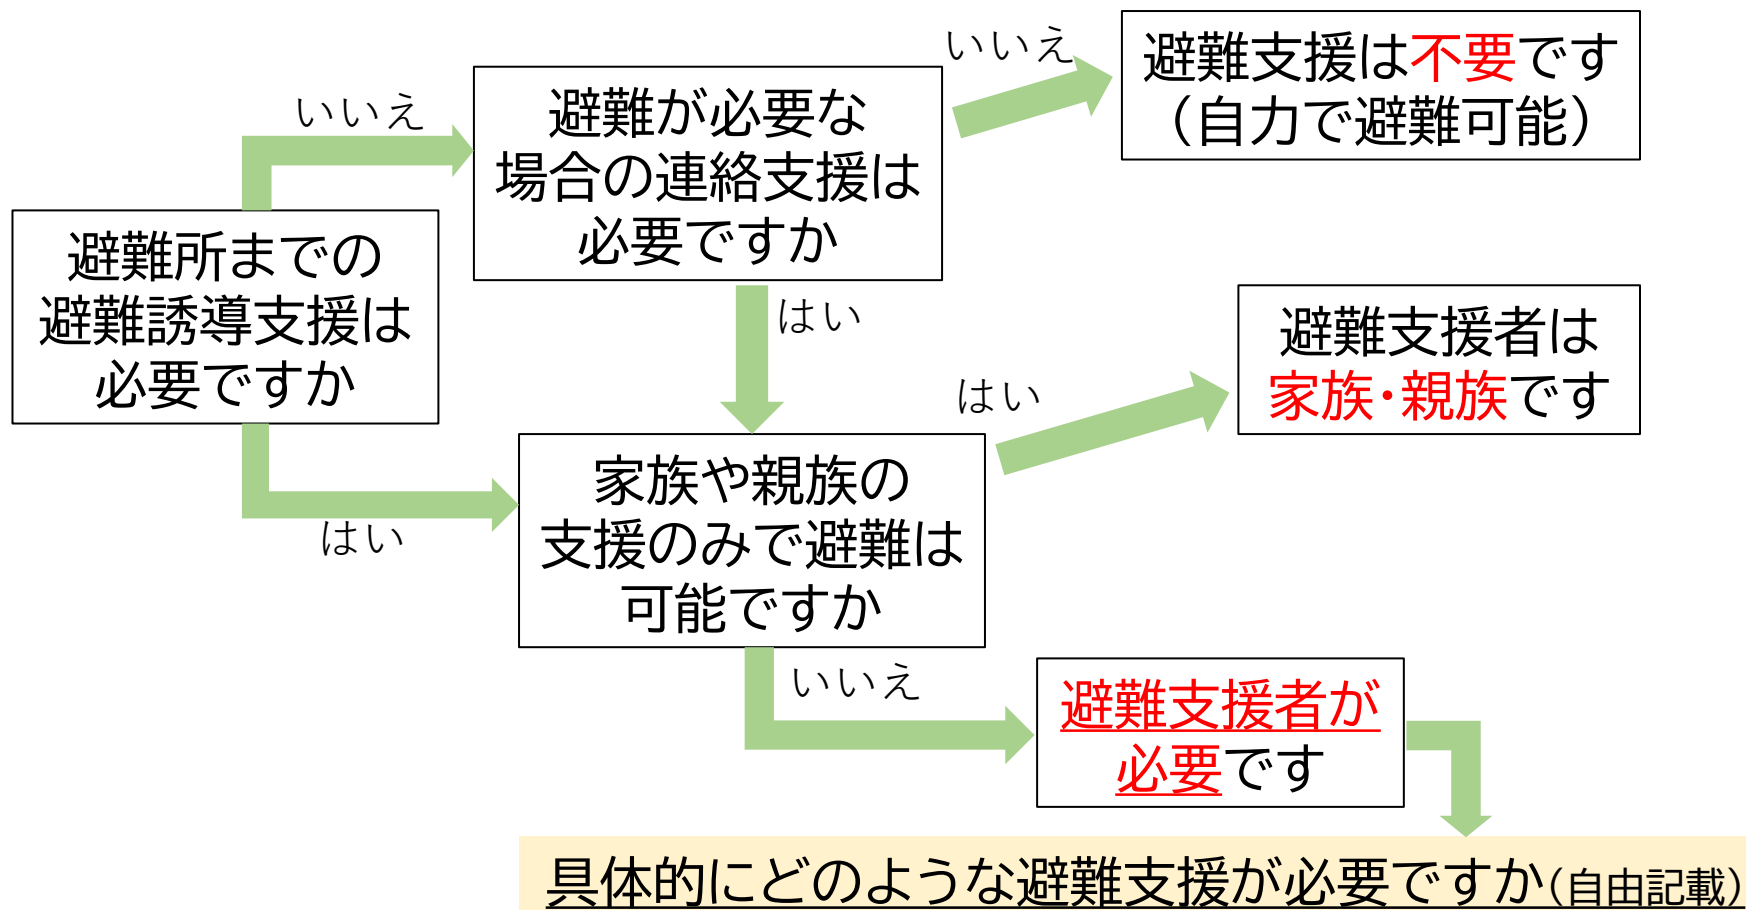 避難所までの
避難誘導支援は
必要ですか
いいえ
避難が必要な
場合の連絡支援は
必要ですか
いいえ
避難支援は不要です
（自力で避難可能）
はい
はい
家族や親族の
支援のみで避難は
可能ですか
はい
避難支援者は
家族・親族です
いいえ
避難支援者が
必要です
具体的にどのような避難支援が必要ですか（自由記載）